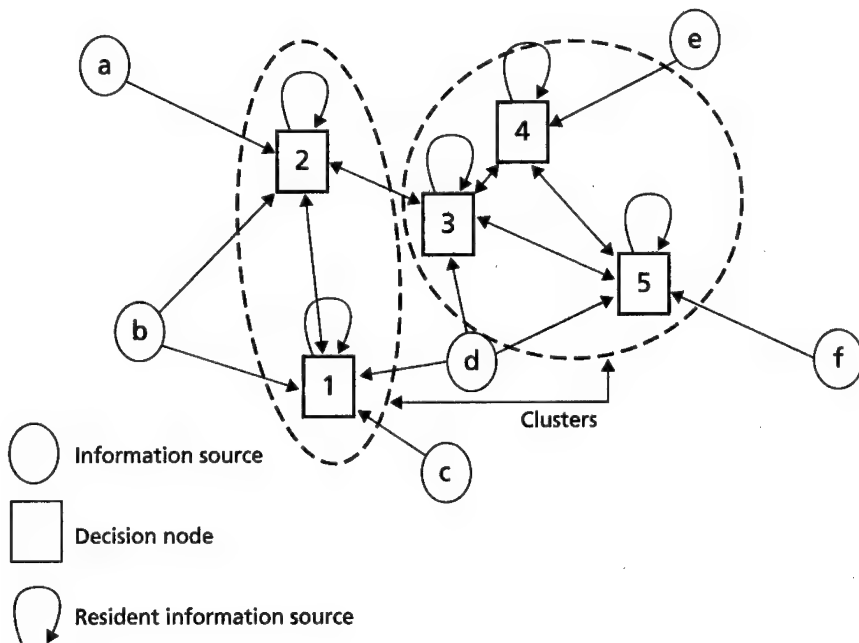 e
a
4
2
3
5
b
d
f
1
Clusters
c
Information source
Decision node
Resident information source